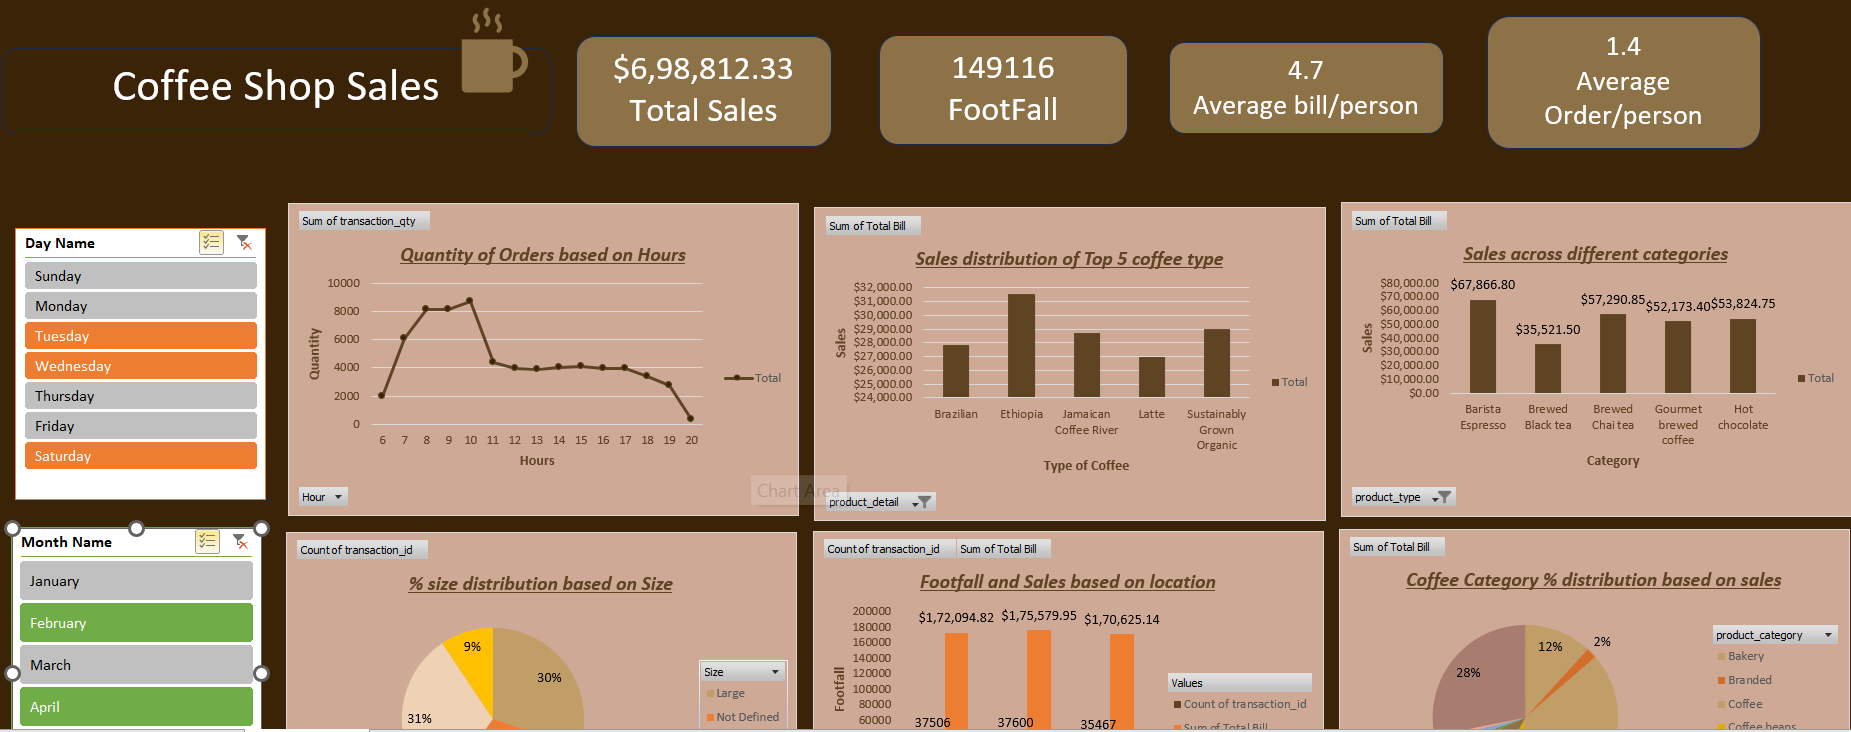 Coffee Shop Sales
$6,98,812.33
Total Sales
149116
FootFall
4.7
Average bill/person
1.4
Average
Order/person
Day Name
Sunday
Monday
Tuesday
Wednesday
Thursday
Friday
Saturday
Month Name
January
February
March
April
Sum of transaction_qty
Quantity of Orders based on Hours
10000
8000
6000
4000
2000
0
Quantity
6 7 8 9 10 11 12 13 14 15 16 17 18 19 20
Hours
Total
Hour
Chart Area
Sum of Total Bill
Sales distribution of Top 5 coffee type
$32,000.00
$31,000.00
$30,000.00
$29,000.00
$28,000.00
$27,000.00
$26,000.00
$25,000.00
$24,000.00
Sales
Brazilian
Ethiopia
Jamaican
Coffee River
Latte
Sustainably
Grown
Organic
Type of Coffee
Total
product_detail
Sum of Total Bill
Sales across different categories
$80,000.00
$70,000.00
$60,000.00
$50,000.00
$40,000.00
$30,000.00
$20,000.00
$10,000.00
$0.00
Sales
$67,866.80
$35,521.50
$57,290.85
$52,173.40
$53,824.75
Barista
Espresso
Brewed
Black tea
Brewed
Chai tea
Gourmet
brewed
coffee
Hot
chocolate
Category
Total
product_type
Count of transaction_id
% size distribution based on Size
9%
30%
31%
Size
Large
Not Defined
Count of transaction_id
Sum of Total Bill
Footfall and Sales based on location
200000
180000
160000
140000
120000
100000
80000
60000
Footfall
$1,72,094.82
$1,75,579.95
$1,70,625.14
37506
37600
35467
Values
Count of transaction_id
Sum of Total Bill
Sum of Total Bill
Coffee Category % distribution based on sales
12%
2%
28%
product_category
Bakery
Branded
Coffee
Coffee beans